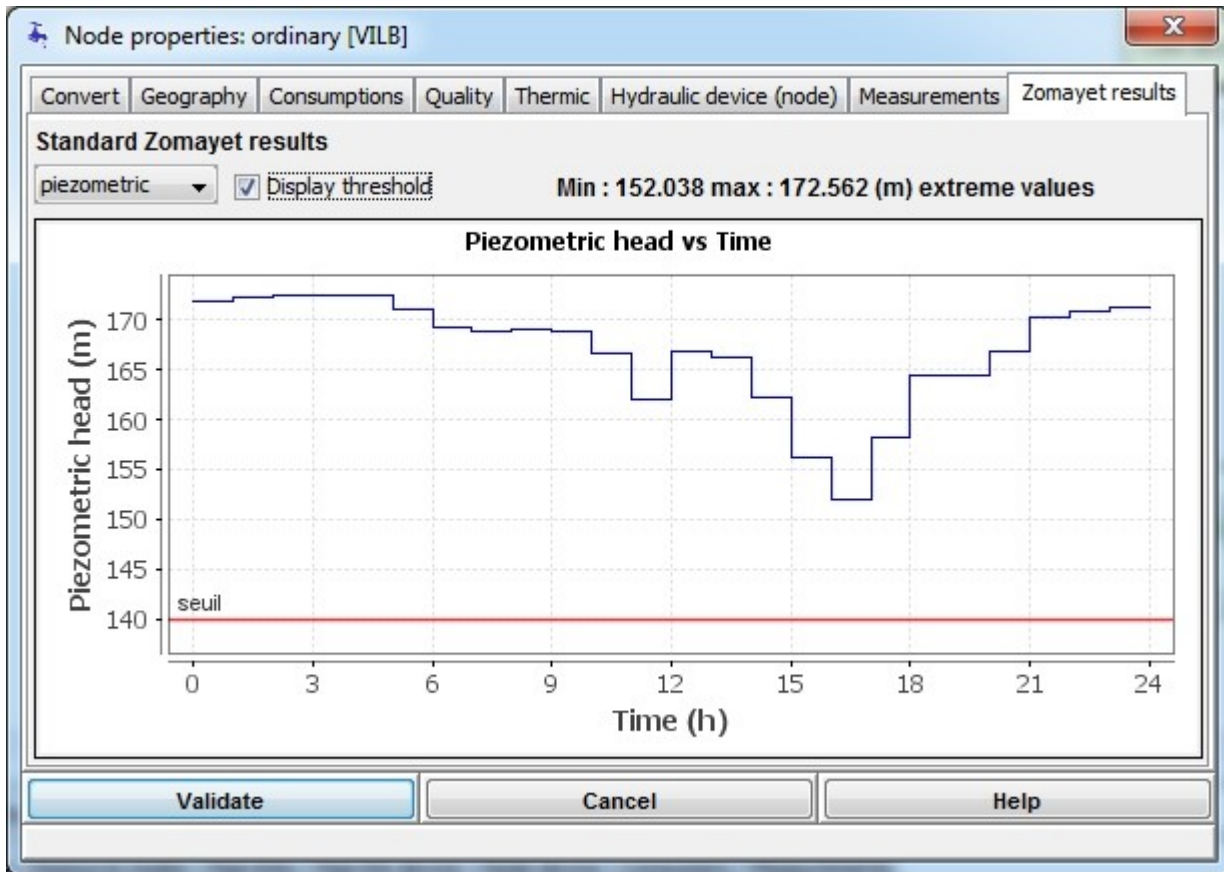 Node properties: ordinary [VILB]
Convert Geography Consumptions Quality Thermic Hydraulic device (node) Measurements Zomayet results
Standard Zomayet results
piezometric Display threshold Min : 152.038 max : 172.562 (m) extreme values
Piezometric head vs Time
Piezometric head (m)
170
165
160
155
150
145
140
seuil
0 3 6 9 12 15 18 21 24
Time (h)
Validate Cancel Help